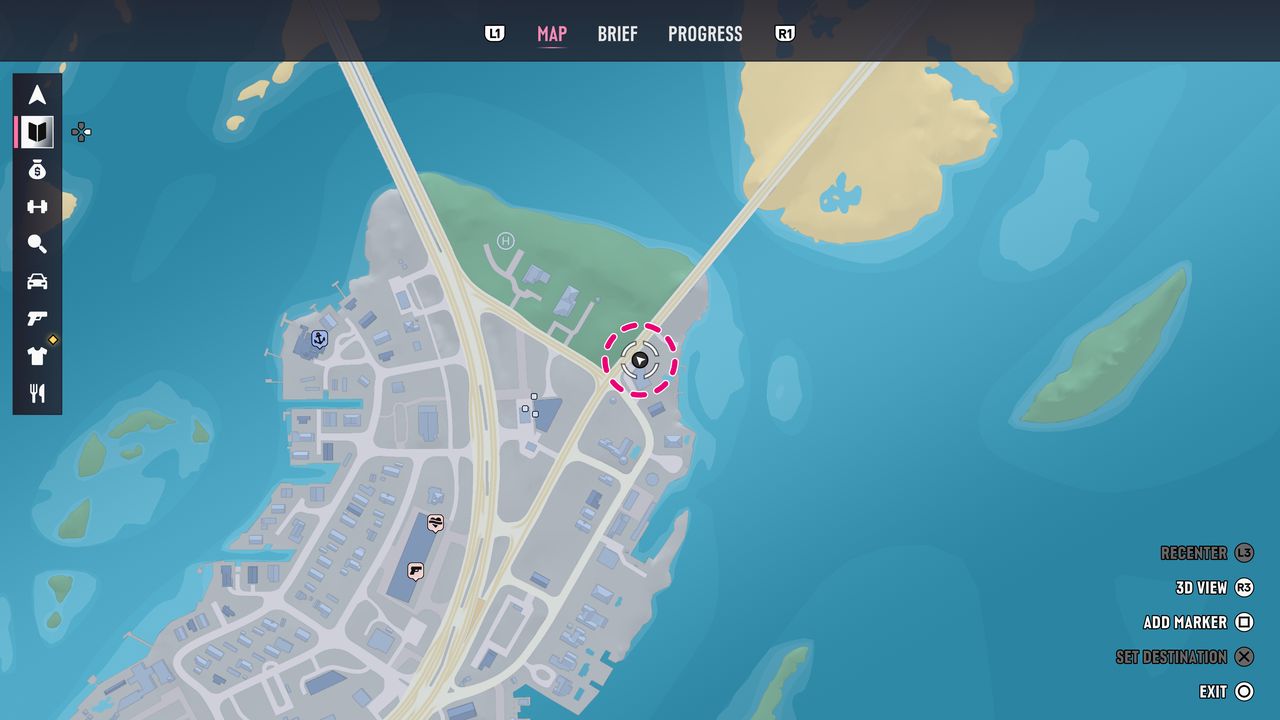 L1 MAP BRIEF PROGRESS R1
$
H
RECENTER L3
3D VIEW R3
ADD MARKER
SET DESTINATION
EXIT